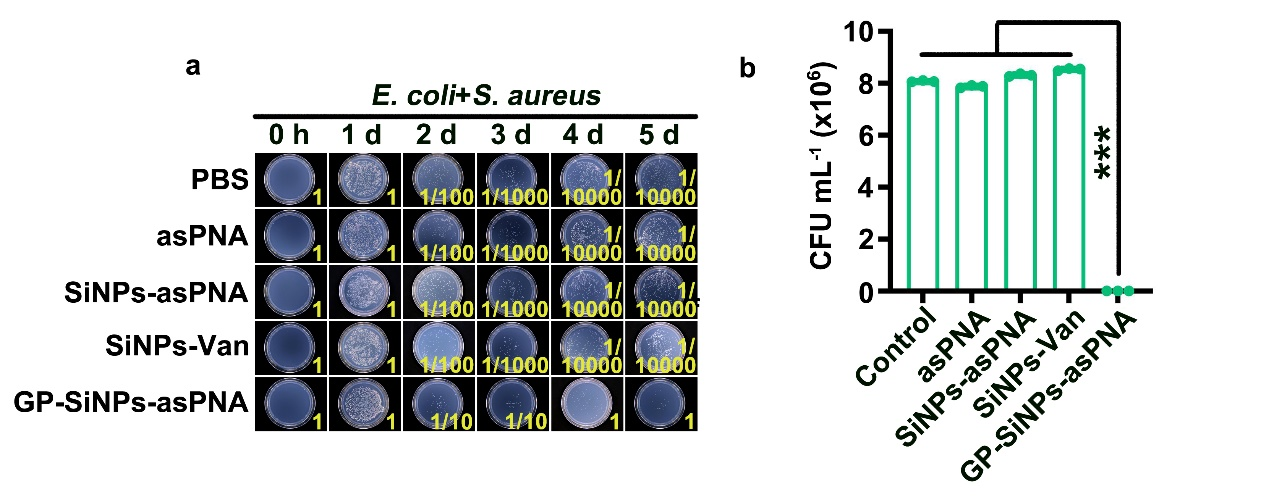 a
E. coli+S. aureus
0 h 1 d 2 d 3 d 4 d 5 d
PBS 1 1 1/100 1/1000 1/10000 1/10000
asPNA 1 1 1/100 1/1000 1/10000 1/10000
SiNPs-asPNA 1 1 1/100 1/1000 1/10000 1/10000
SiNPs-Van 1 1 1/100 1/1000 1/10000 1/10000
GP-SiNPs-asPNA 1 1 1/10 1/10 1 1
b
CFU mL⁻¹ (x10⁶)
10
8
6
4
2
0
***
Control
asPNA
SiNPs-asPNA
SiNPs-Van
GP-SiNPs-asPNA